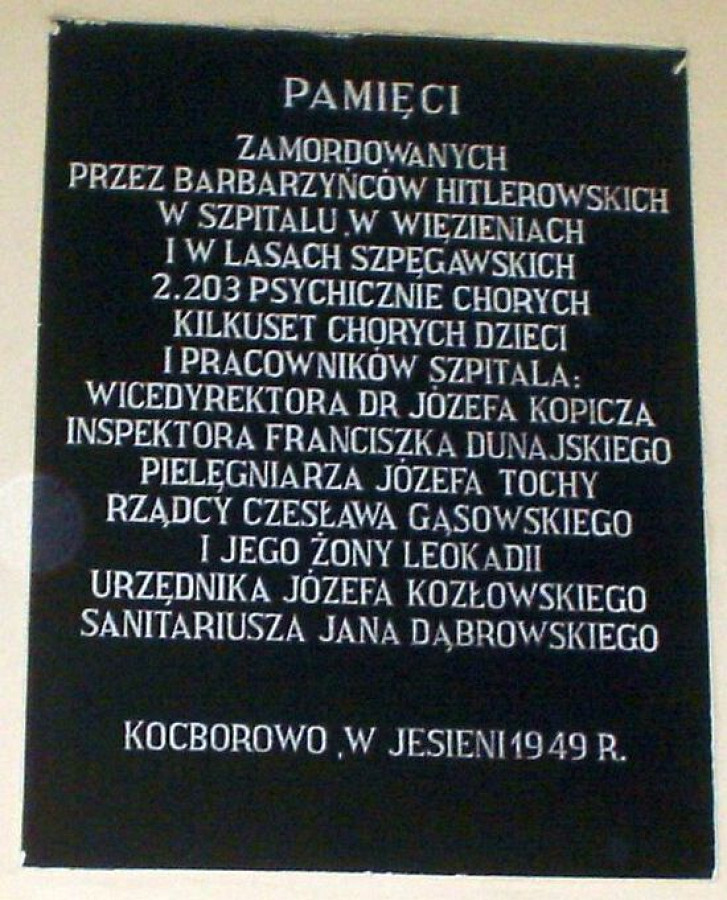 PAMIĘCI
ZAMORDOWANYCH
PRZEZ BARBARZYŃCÓW HITLEROWSKICH
W SZPITALU , W WIĘZIENIACH
I W LASACH SZPĘGAWSKICH
2.203 PSYCHICZNIE CHORYCH
KILKUSET CHORYCH DZIECI
I PRACOWNIKÓW SZPITALA:
WICEDYREKTORA DR JÓZEFA KOPICZA
INSPEKTORA FRANCISZKA DUNAJSKIEGO
PIELĘGNIARZA JÓZEFA TOCHY
RZĄDCY CZESŁAWA GĄSOWSKIEGO
I JEGO ŻONY LEOKADII
URZĘDNIKA JÓZEFA KOZŁOWSKIEGO
SANITARIUSZA JANA DĄBROWSKIEGO
KOCBOROWO , W JESIENI 1949 R.